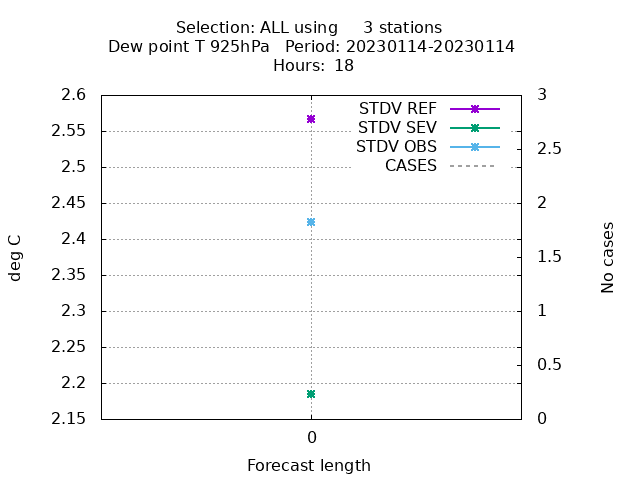 Selection: ALL using     3 stations
Dew point T 925hPa   Period: 20230114-20230114
Hours: 18
STDV REF
STDV SEV
STDV OBS
CASES
2.6
2.55
2.5
2.45
2.4
2.35
2.3
2.25
2.2
2.15
3
2.5
2
1.5
1
0.5
0
deg C
No cases
0
Forecast length